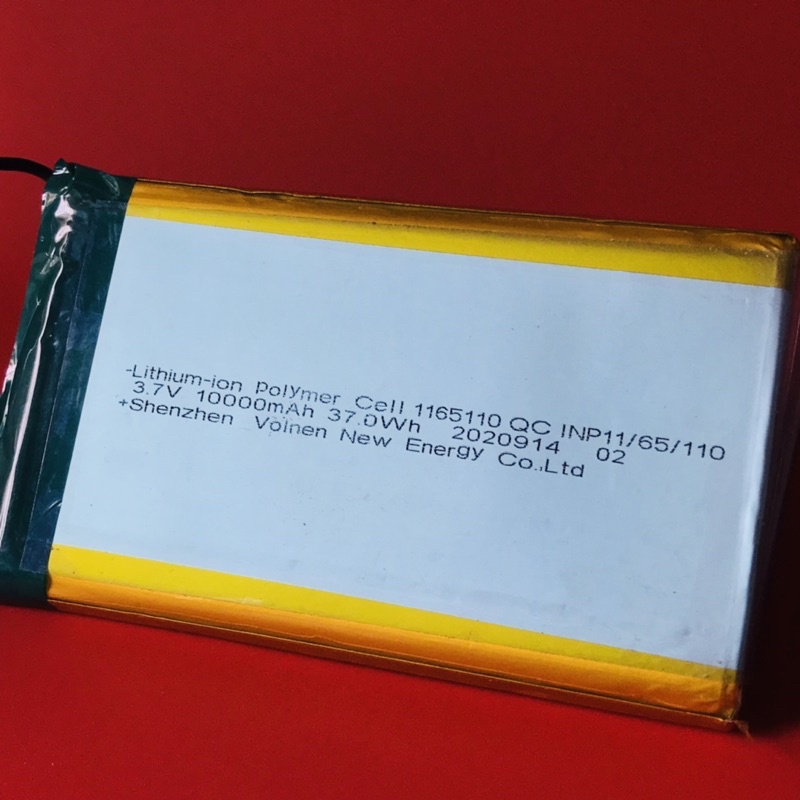 -Lithium-ion Polymer Cell 1165110 QC INP11/65/110
3.7V 10000mAh 37.0Wh 2020914 02
+Shenzhen Volnen New Energy Co.,Ltd